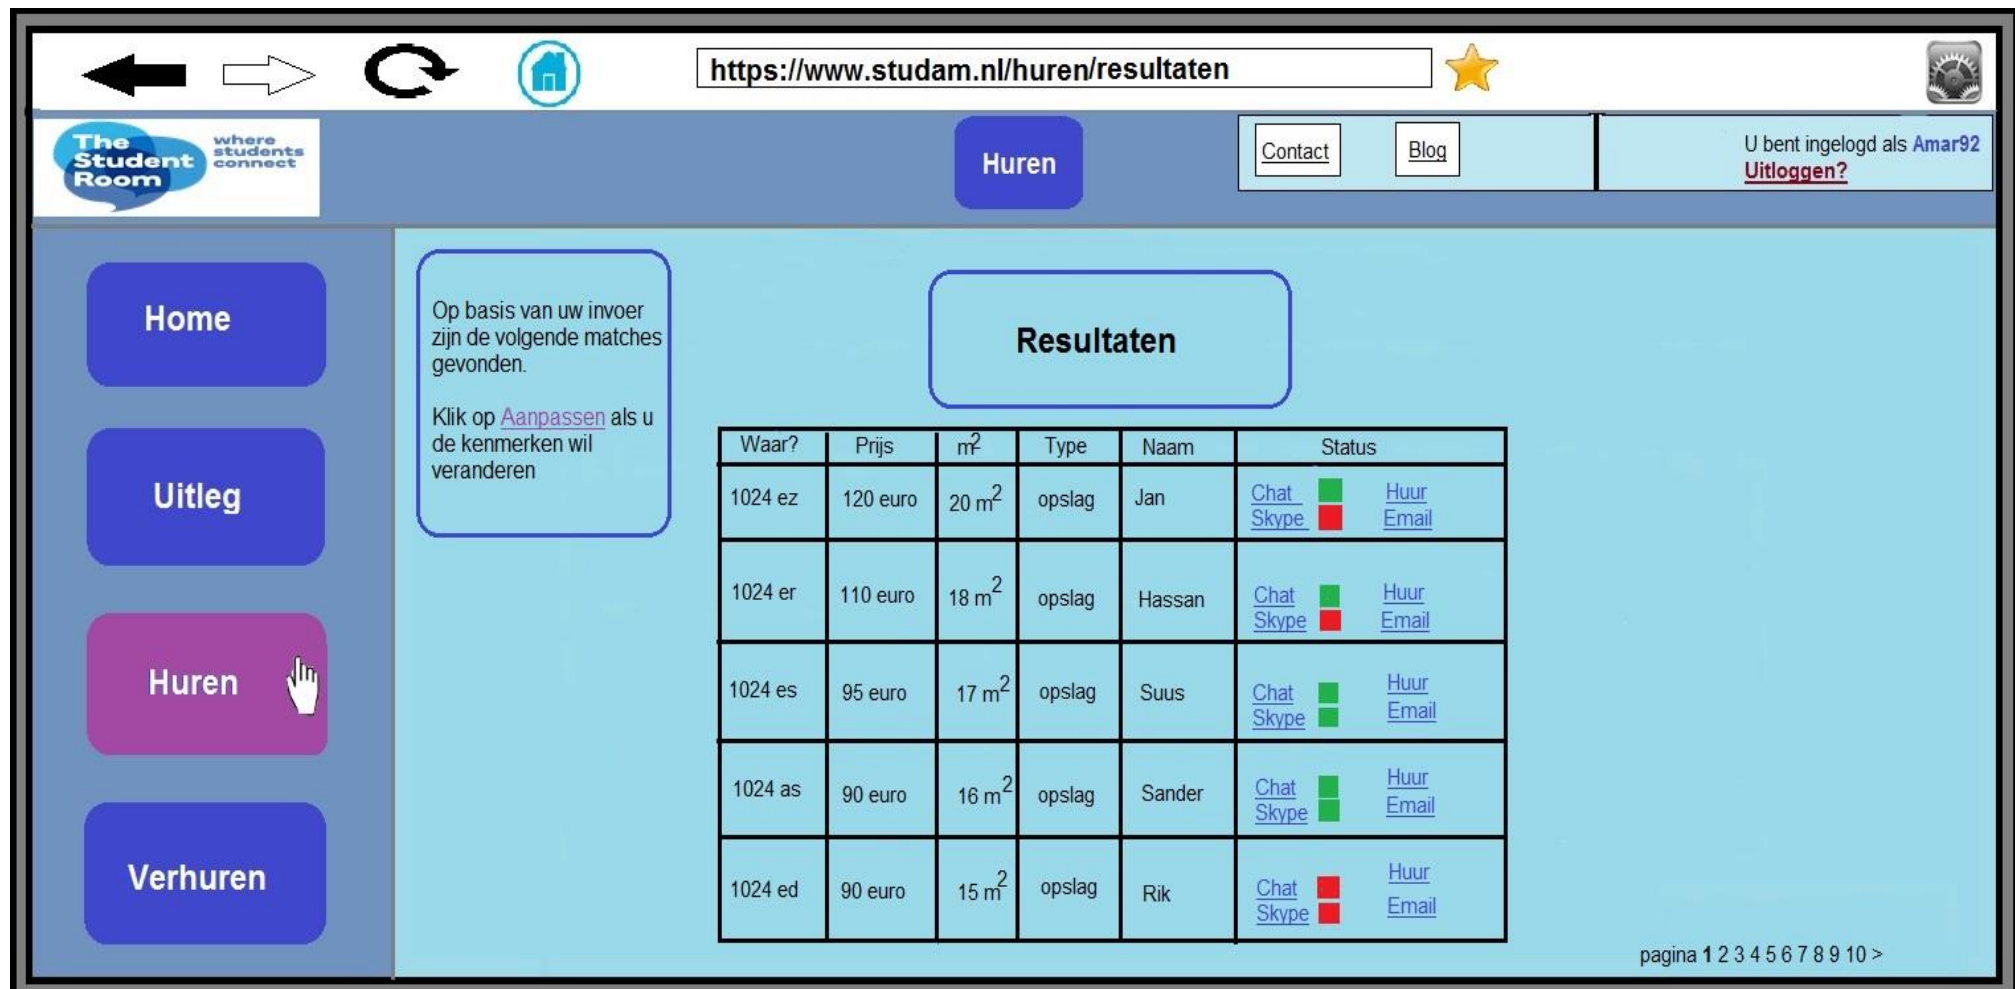 https://www.studam.nl/huren/resultaten
The
Student
Room
where
students
connect
Huren
Contact
Blog
U bent ingelogd als Amar92
Uitloggen?
Home
Uitleg
Huren
Verhuren
Op basis van uw invoer
zijn de volgende matches
gevonden.
Klik op Aanpassen als u
de kenmerken wil
veranderen
Resultaten
Waar? Prijs m² Type Naam Status
1024 ez 120 euro 20 m² opslag Jan Chat Huur
Skype Email
1024 er 110 euro 18 m² opslag Hassan Chat Huur
Skype Email
1024 es 95 euro 17 m² opslag Suus Chat Huur
Skype Email
1024 as 90 euro 16 m² opslag Sander Chat Huur
Skype Email
1024 ed 90 euro 15 m² opslag Rik Chat Huur
Skype Email
pagina 1 2 3 4 5 6 7 8 9 10 >